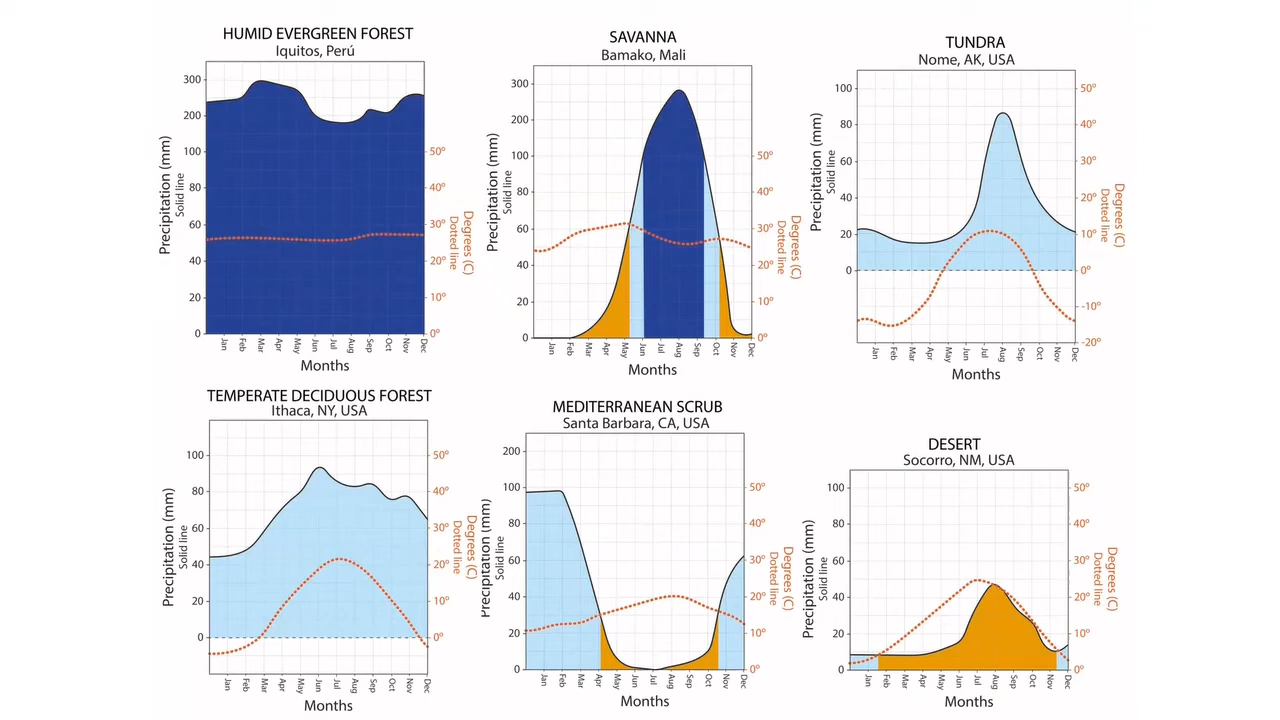 HUMID EVERGREEN FOREST
Iquitos, Perú
300
200
100
80
60
40
20
0
50º
40º
30º
20º
10º
0º
Precipitation (mm)
Solid line
Degrees (C)
Dotted line
Jan Feb Mar Apr May Jun Jul Aug Sep Oct Nov Dec
Months
SAVANNA
Bamako, Mali
300
200
100
80
60
40
20
0
50º
40º
30º
20º
10º
0º
Precipitation (mm)
Solid line
Degrees (C)
Dotted line
Jan Feb Mar Apr May Jun Jul Aug Sep Oct Nov Dec
Months
TUNDRA
Nome, AK, USA
100
80
60
40
20
0
50º
40º
30º
20º
10º
0º
-10º
-20º
Precipitation (mm)
Solid line
Degrees (C)
Dotted line
Jan Feb Mar Apr May Jun Jul Aug Sep Oct Nov Dec
Months
TEMPERATE DECIDUOUS FOREST
Ithaca, NY, USA
100
80
60
40
20
0
50º
40º
30º
20º
10º
0º
Precipitation (mm)
Solid line
Degrees (C)
Dotted line
Jan Feb Mar Apr May Jun Jul Aug Sep Oct Nov Dec
Months
MEDITERRANEAN SCRUB
Santa Barbara, CA, USA
200
100
80
60
40
20
0
50º
40º
30º
20º
10º
0º
Precipitation (mm)
Solid line
Degrees (C)
Dotted line
Jan Feb Mar Apr May Jun Jul Aug Sep Oct Nov Dec
Months
DESERT
Socorro, NM, USA
100
80
60
40
20
0
50º
40º
30º
20º
10º
0º
Precipitation (mm)
Solid line
Degrees (C)
Dotted line
Jan Feb Mar Apr May Jun Jul Aug Sep Oct Nov Dec
Months